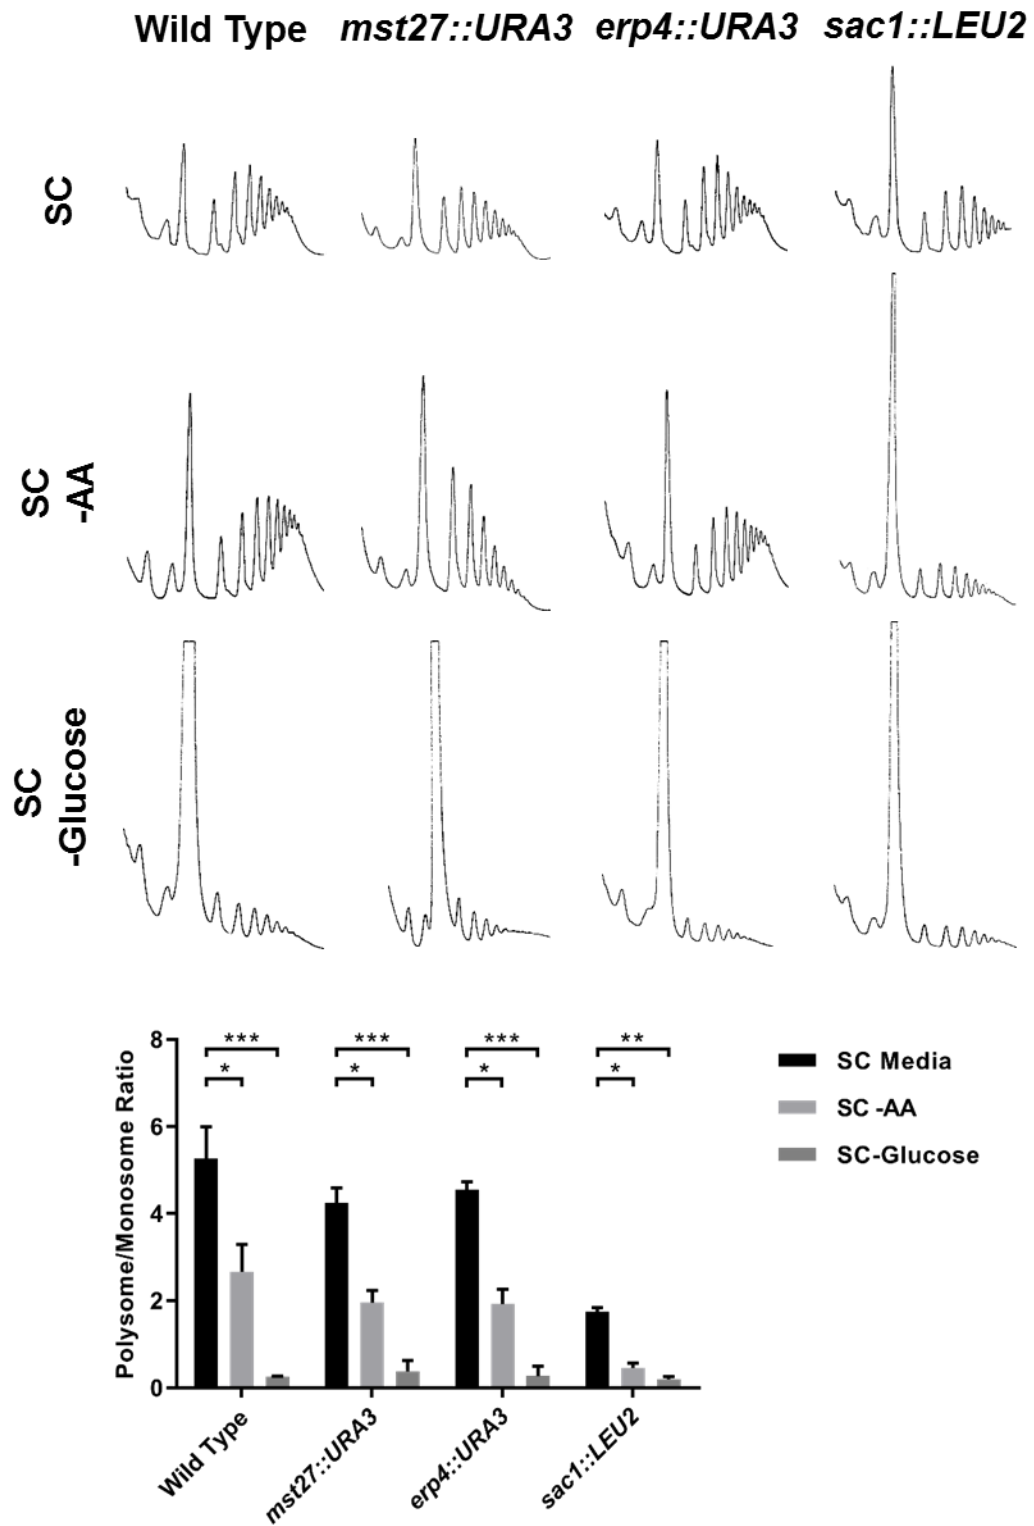 Wild Type mst27::URA3 erp4::URA3 sac1::LEU2
SC
SC
-AA
SC
-Glucose
8
6
4
2
0
Polysome/Monosome Ratio
***
*
***
*
***
*
**
*
SC Media
SC -AA
SC-Glucose
Wild Type
mst27::URA3
erp4::URA3
sac1::LEU2